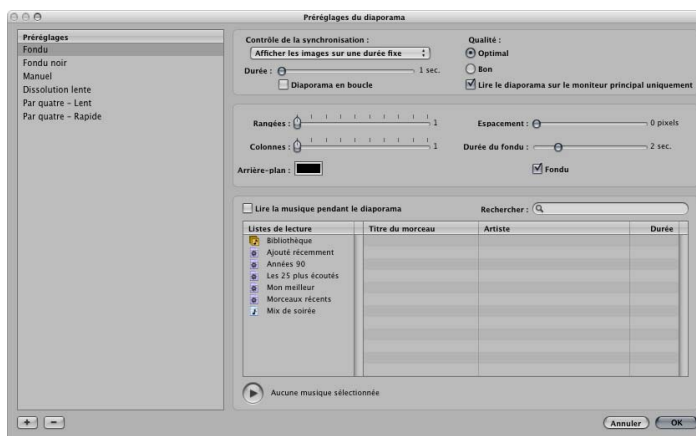 Préréglages du diaporama
Préréglages
Fondu
Fondu noir
Manuel
Dissolution lente
Par quatre – Lent
Par quatre – Rapide
Contrôle de la synchronisation :
Afficher les images sur une durée fixe
Durée :
1 sec.
Diaporama en boucle
Qualité :
Optimal
Bon
Lire le diaporama sur le moniteur principal uniquement
Rangées :
1
Espacement :
0 pixels
Colonnes :
1
Durée du fondu :
2 sec.
Arrière-plan :
Fondu
Lire la musique pendant le diaporama
Rechercher :
Listes de lecture
Titre du morceau
Artiste
Durée
Bibliothèque
Ajouté récemment
Années 90
Les 25 plus écoutés
Mon meilleur
Morceaux récents
Mix de soirée
Aucune musique sélectionnée
Annuler
OK